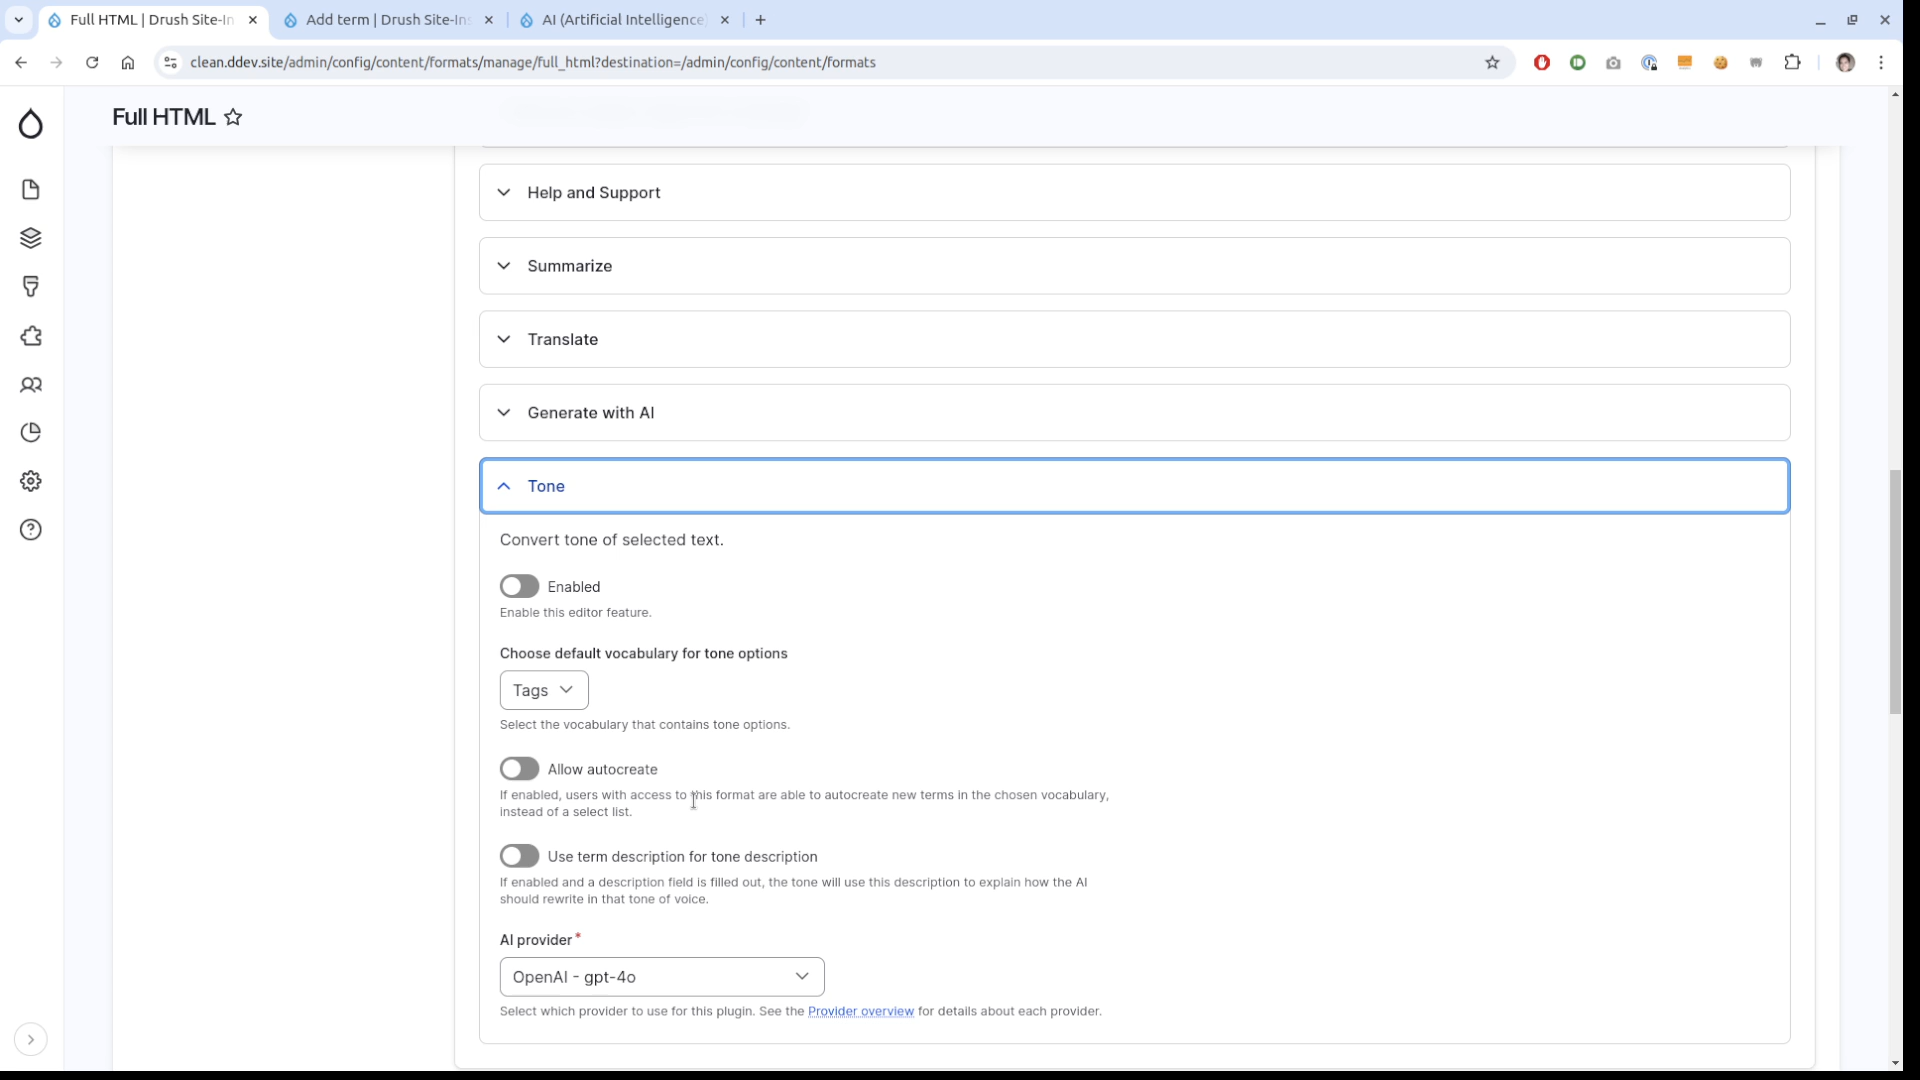 Full HTML | Drush Site-In
Add term | Drush Site-Ins
AI (Artificial Intelligence)
clean.ddev.site/admin/config/content/formats/manage/full_html?destination=/admin/config/content/formats
Full HTML
Help and Support
Summarize
Translate
Generate with AI
Tone
Convert tone of selected text.
Enabled
Enable this editor feature.
Choose default vocabulary for tone options
Tags
Select the vocabulary that contains tone options.
Allow autocreate
If enabled, users with access to this format are able to autocreate new terms in the chosen vocabulary,
instead of a select list.
Use term description for tone description
If enabled and a description field is filled out, the tone will use this description to explain how the AI
should rewrite in that tone of voice.
AI provider*
OpenAI - gpt-4o
Select which provider to use for this plugin. See the Provider overview for details about each provider.